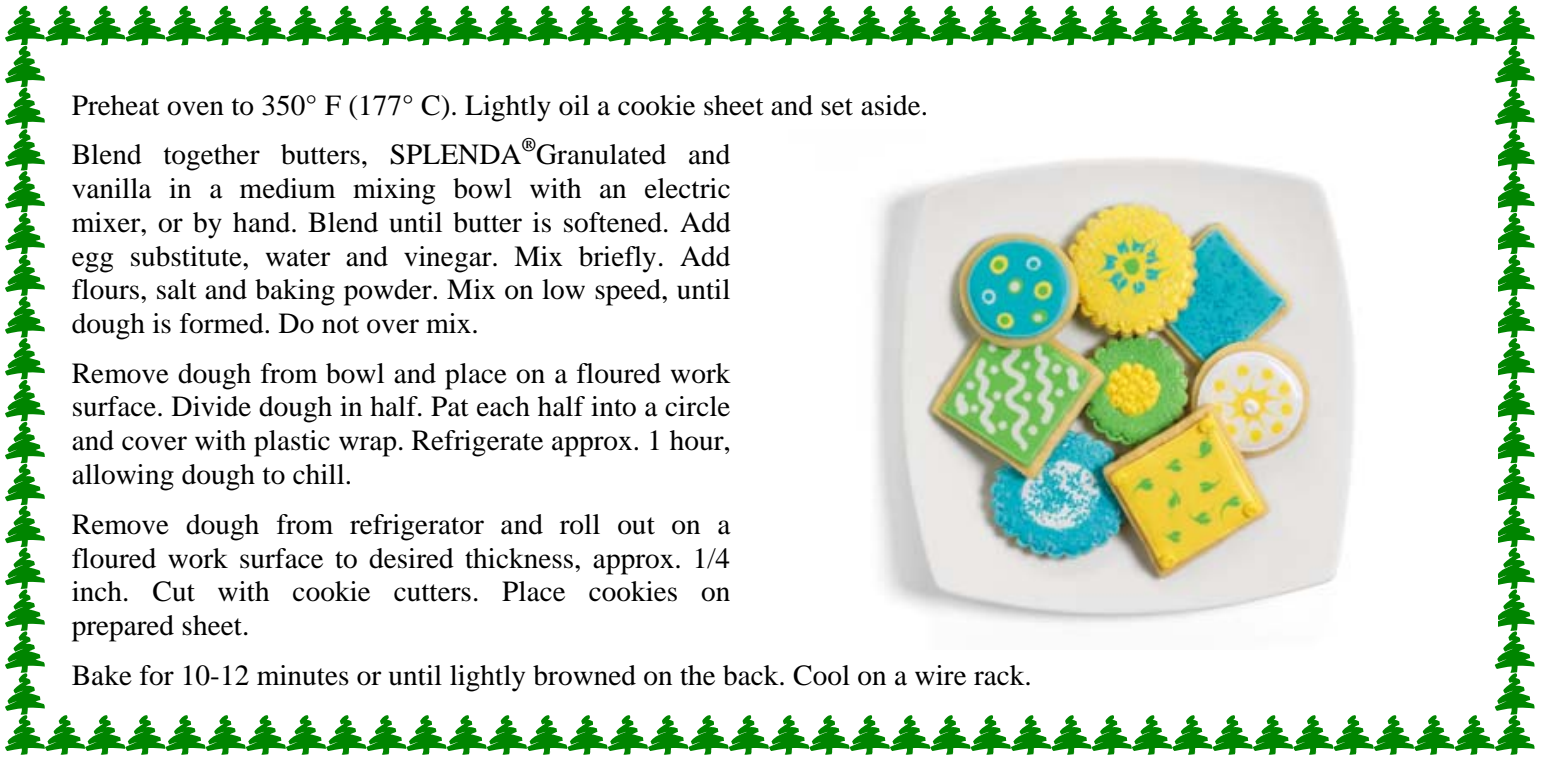 Preheat oven to 350° F (177° C). Lightly oil a cookie sheet and set aside.
Blend together butters, SPLENDA®Granulated and
vanilla in a medium mixing bowl with an electric
mixer, or by hand. Blend until butter is softened. Add
egg substitute, water and vinegar. Mix briefly. Add
flours, salt and baking powder. Mix on low speed, until
dough is formed. Do not over mix.
Remove dough from bowl and place on a floured work
surface. Divide dough in half. Pat each half into a circle
and cover with plastic wrap. Refrigerate approx. 1 hour,
allowing dough to chill.
Remove dough from refrigerator and roll out on a
floured work surface to desired thickness, approx. 1/4
inch. Cut with cookie cutters. Place cookies on
prepared sheet.
Bake for 10-12 minutes or until lightly browned on the back. Cool on a wire rack.